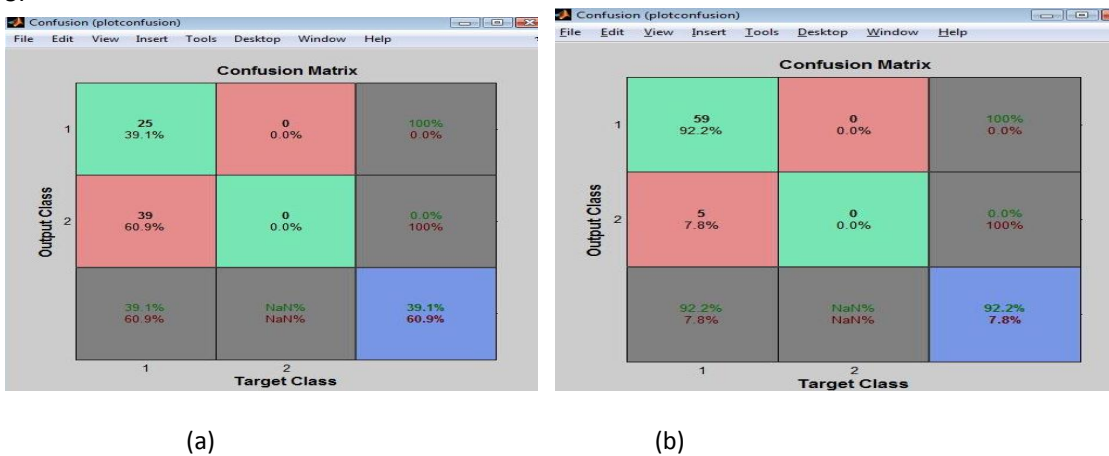 Confusion (plotconfusion)
File Edit View Insert Tools Desktop Window Help
Confusion Matrix
Output Class
1
25
39.1%
0
0.0%
100%
0.0%
2
39
60.9%
0
0.0%
0.0%
100%
39.1%
60.9%
NaN%
NaN%
39.1%
60.9%
1
2
Target Class
(a)
Confusion (plotconfusion)
File Edit View Insert Tools Desktop Window Help
Confusion Matrix
Output Class
1
59
92.2%
0
0.0%
100%
0.0%
2
5
7.8%
0
0.0%
0.0%
100%
92.2%
7.8%
NaN%
NaN%
92.2%
7.8%
1
2
Target Class
(b)